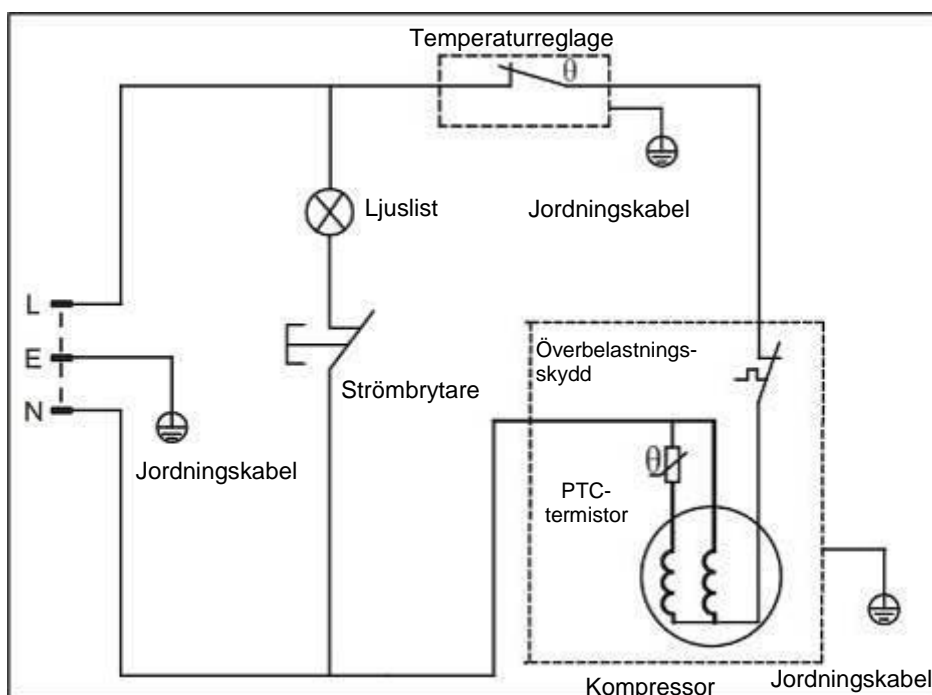 Temperaturreglage
θ
Ljuslist
Jordningskabel
L
E
N
Strömbrytare
Jordningskabel
Överbelastnings-
skydd
θ
PTC-
termistor
Kompressor
Jordningskabel